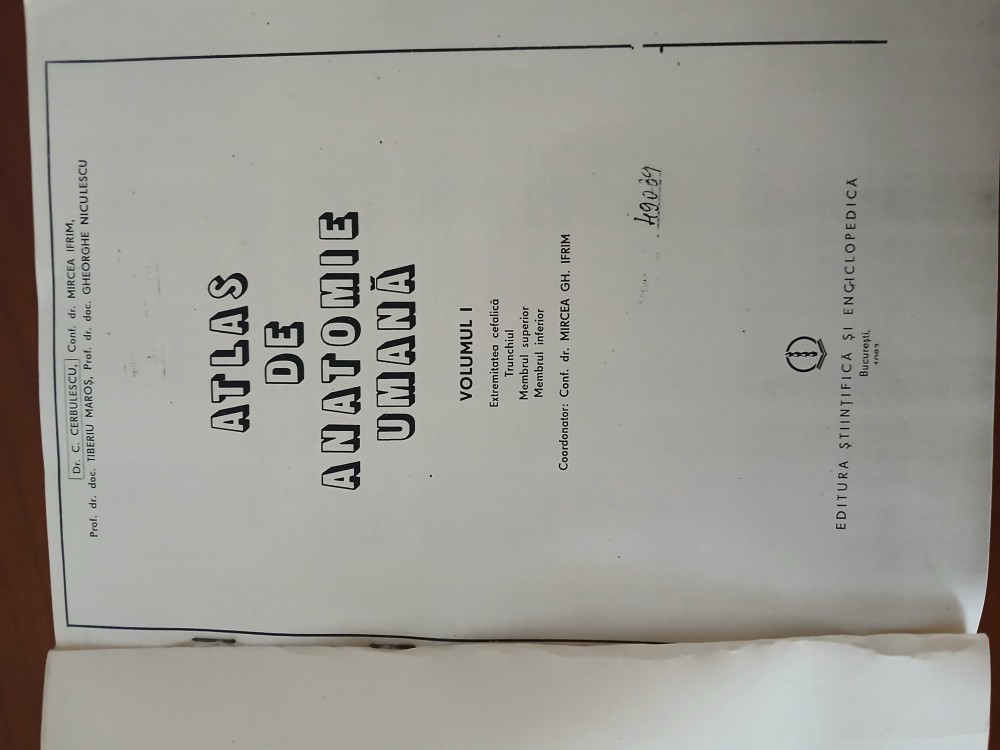 Dr. C. CERBULESCU, Conf. dr. MIRCEA IFRIM,
Prof. dr. doc. TIBERIU MAROȘ, Prof. dr. doc. GHEORGHE NICULESCU
ATLAS
DE
ANATOMIE
UMANĂ
VOLUMUL I
Extremitatea cefalică
Trunchiul
Membrul superior
Membrul inferior
Coordonator: Conf. dr. MIRCEA GH. IFRIM
49039
EDITURA ȘTIINȚIFICĂ ȘI ENCICLOPEDICĂ
București,